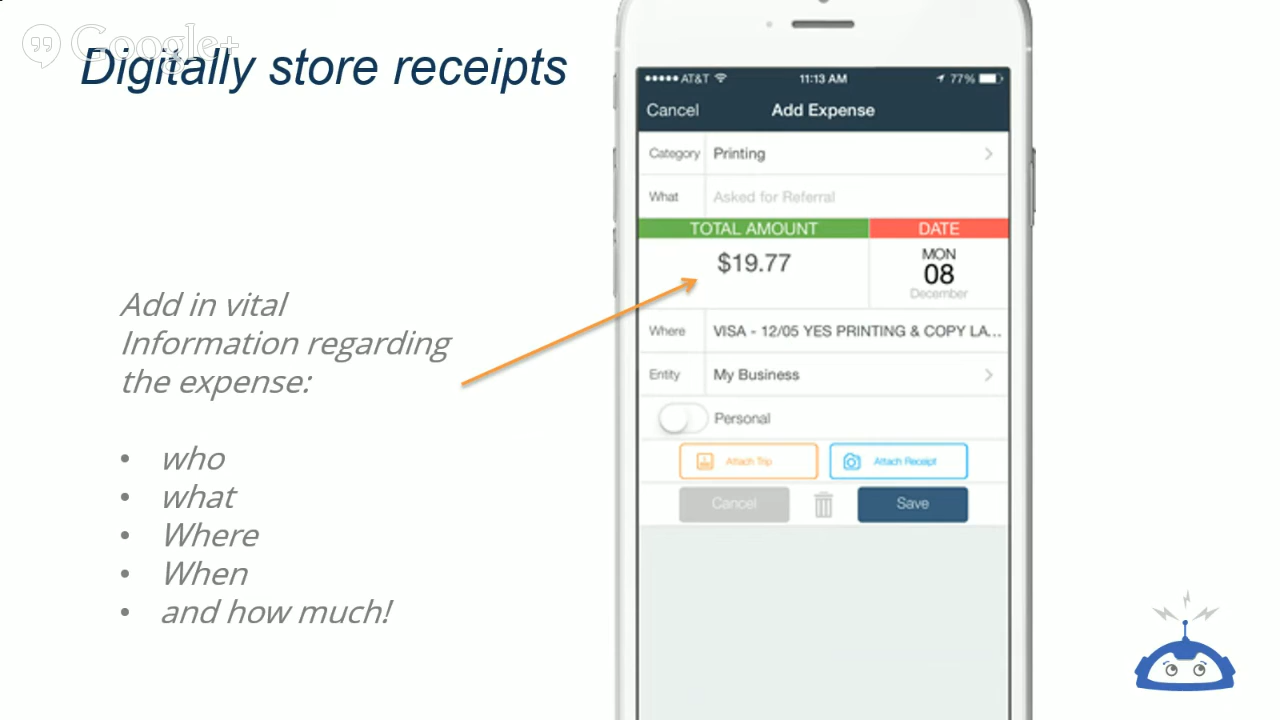 Google+
Digitally store receipts
Add in vital
Information regarding
the expense:
• who
• what
• Where
• When
• and how much!
AT&T 11:13 AM 77%
Cancel Add Expense
Category Printing
What Asked for Referral
TOTAL AMOUNT DATE
$19.77 MON
08
December
Where VISA - 12/05 YES PRINTING & COPY LA...
Entity My Business
Personal
Attach Trip Attach Receipt
Cancel Save